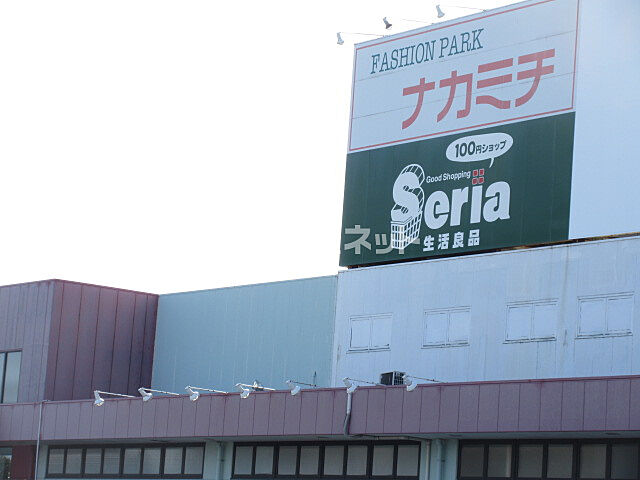 FASHION PARK
ナカミチ
100円ショップ
Good Shopping
Seria
生活良品
ネット